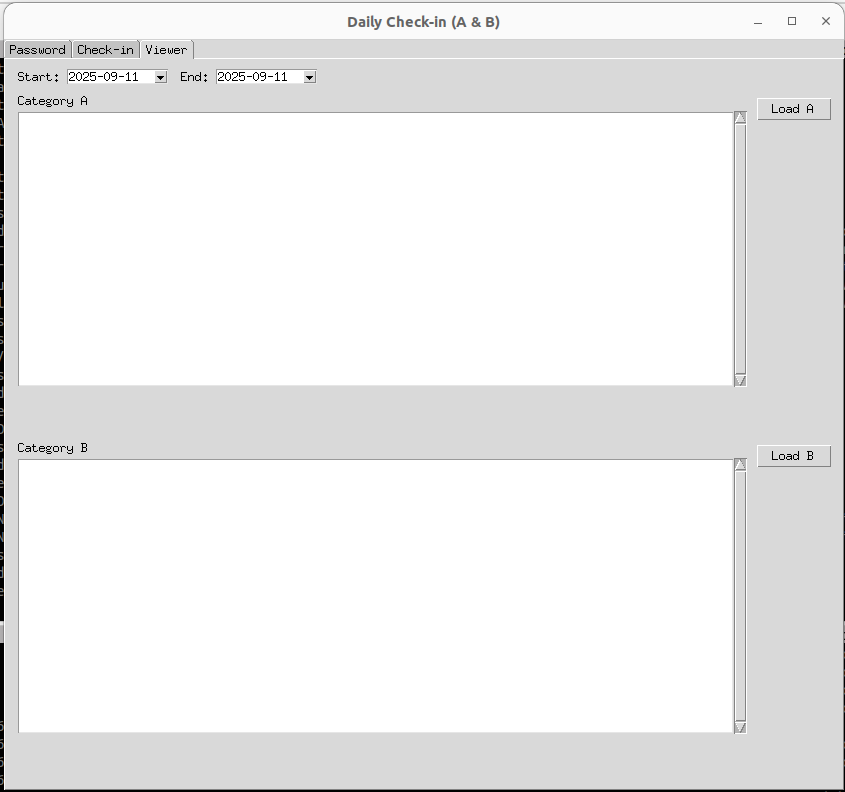 Daily Check-in (A & B)
Password Check-in Viewer
Start: 2025-09-11 End: 2025-09-11
Category A
Load A
Category B
Load B